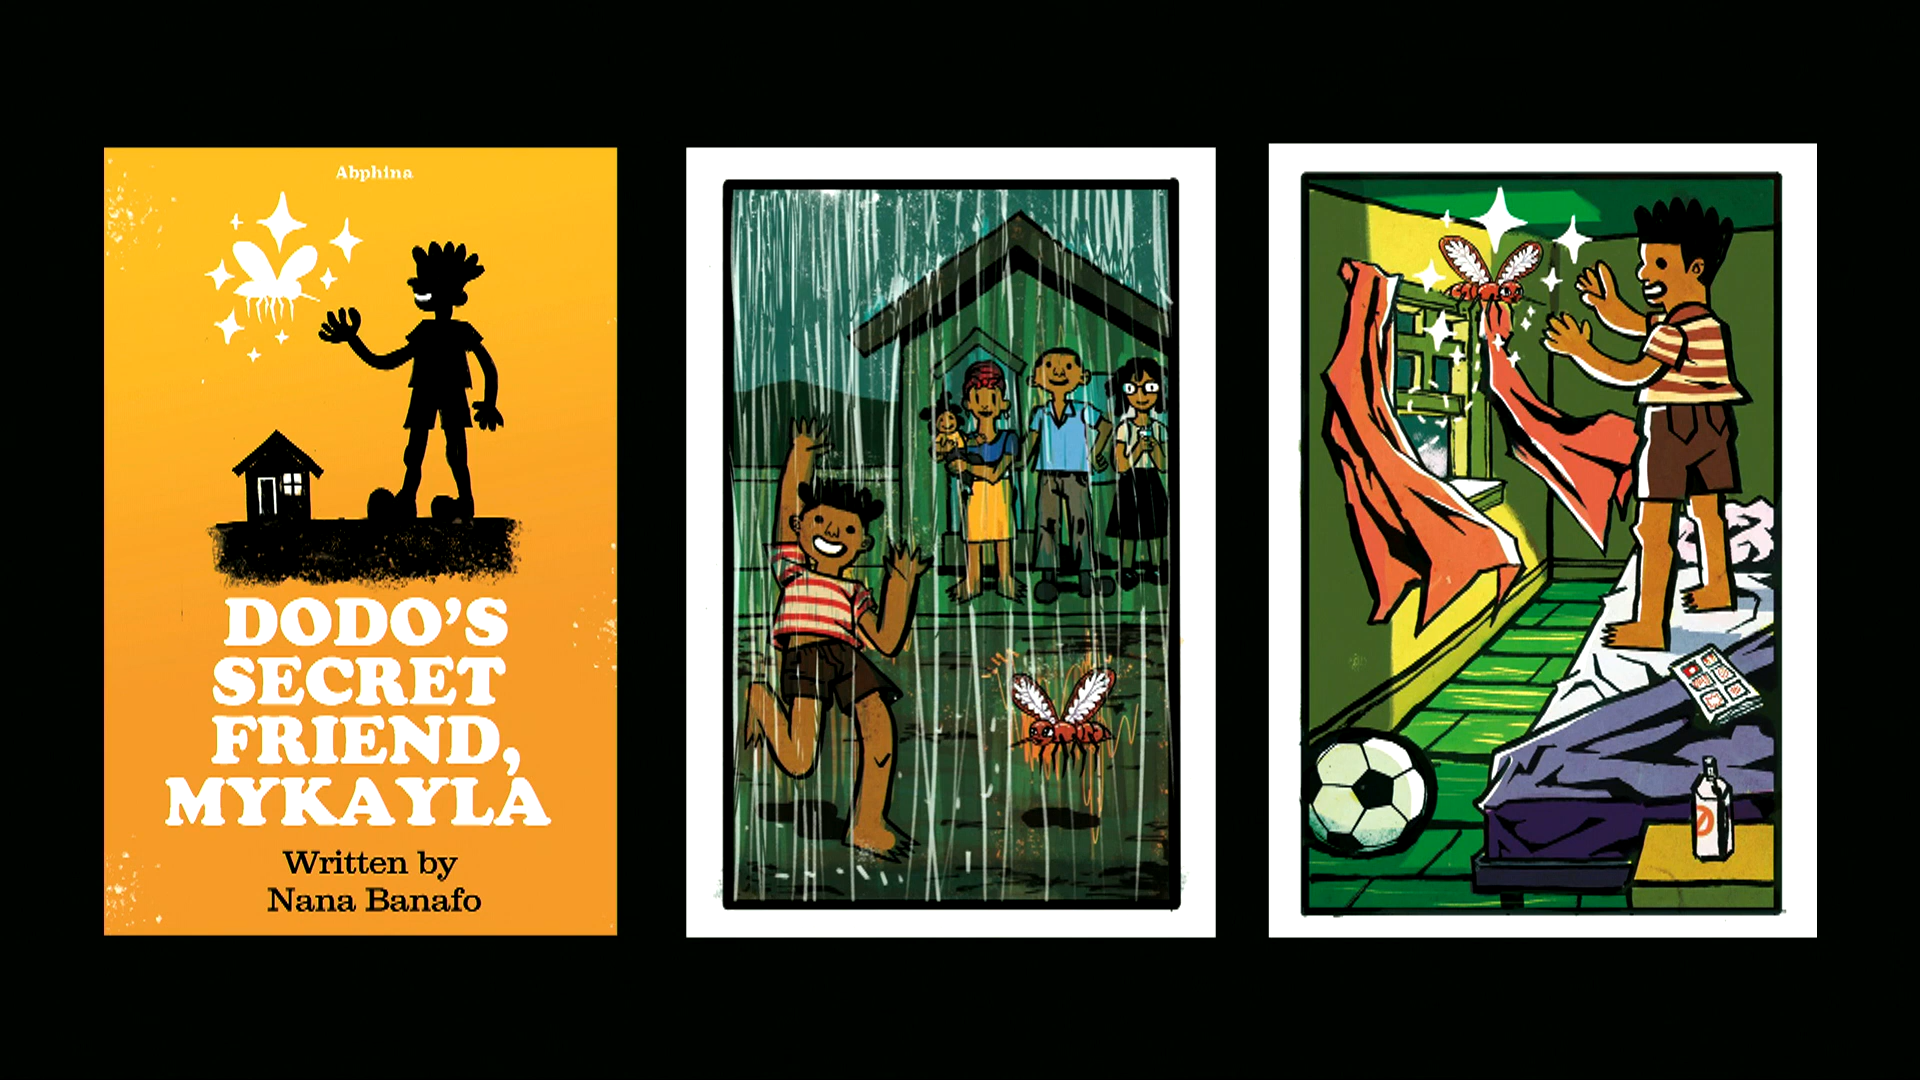 Abphina
DODO'S
SECRET
FRIEND,
MYKAYLA
Written by
Nana Banafo